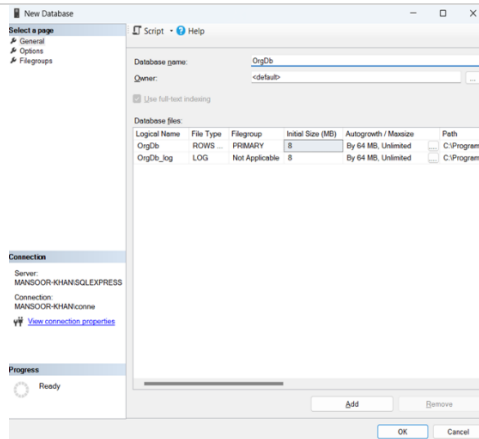 New Database
Select a page
General
Options
Filegroups
Script
Help
Database name:
OrgDb
Owner:
<default>
...
Use full-text indexing
Database files:
Logical Name File Type Filegroup Initial Size (MB) Autogrowth / Maxsize Path
OrgDb ROWS ... PRIMARY 8 By 64 MB, Unlimited C:\Program
OrgDb_log LOG Not Applicable 8 By 64 MB, Unlimited C:\Program
Connection
Server:
MANSOOR-KHAN\SQLEXPRESS
Connection:
MANSOOR-KHAN\conne
View connection properties
Progress
Ready
Add
Remove
OK
Cancel